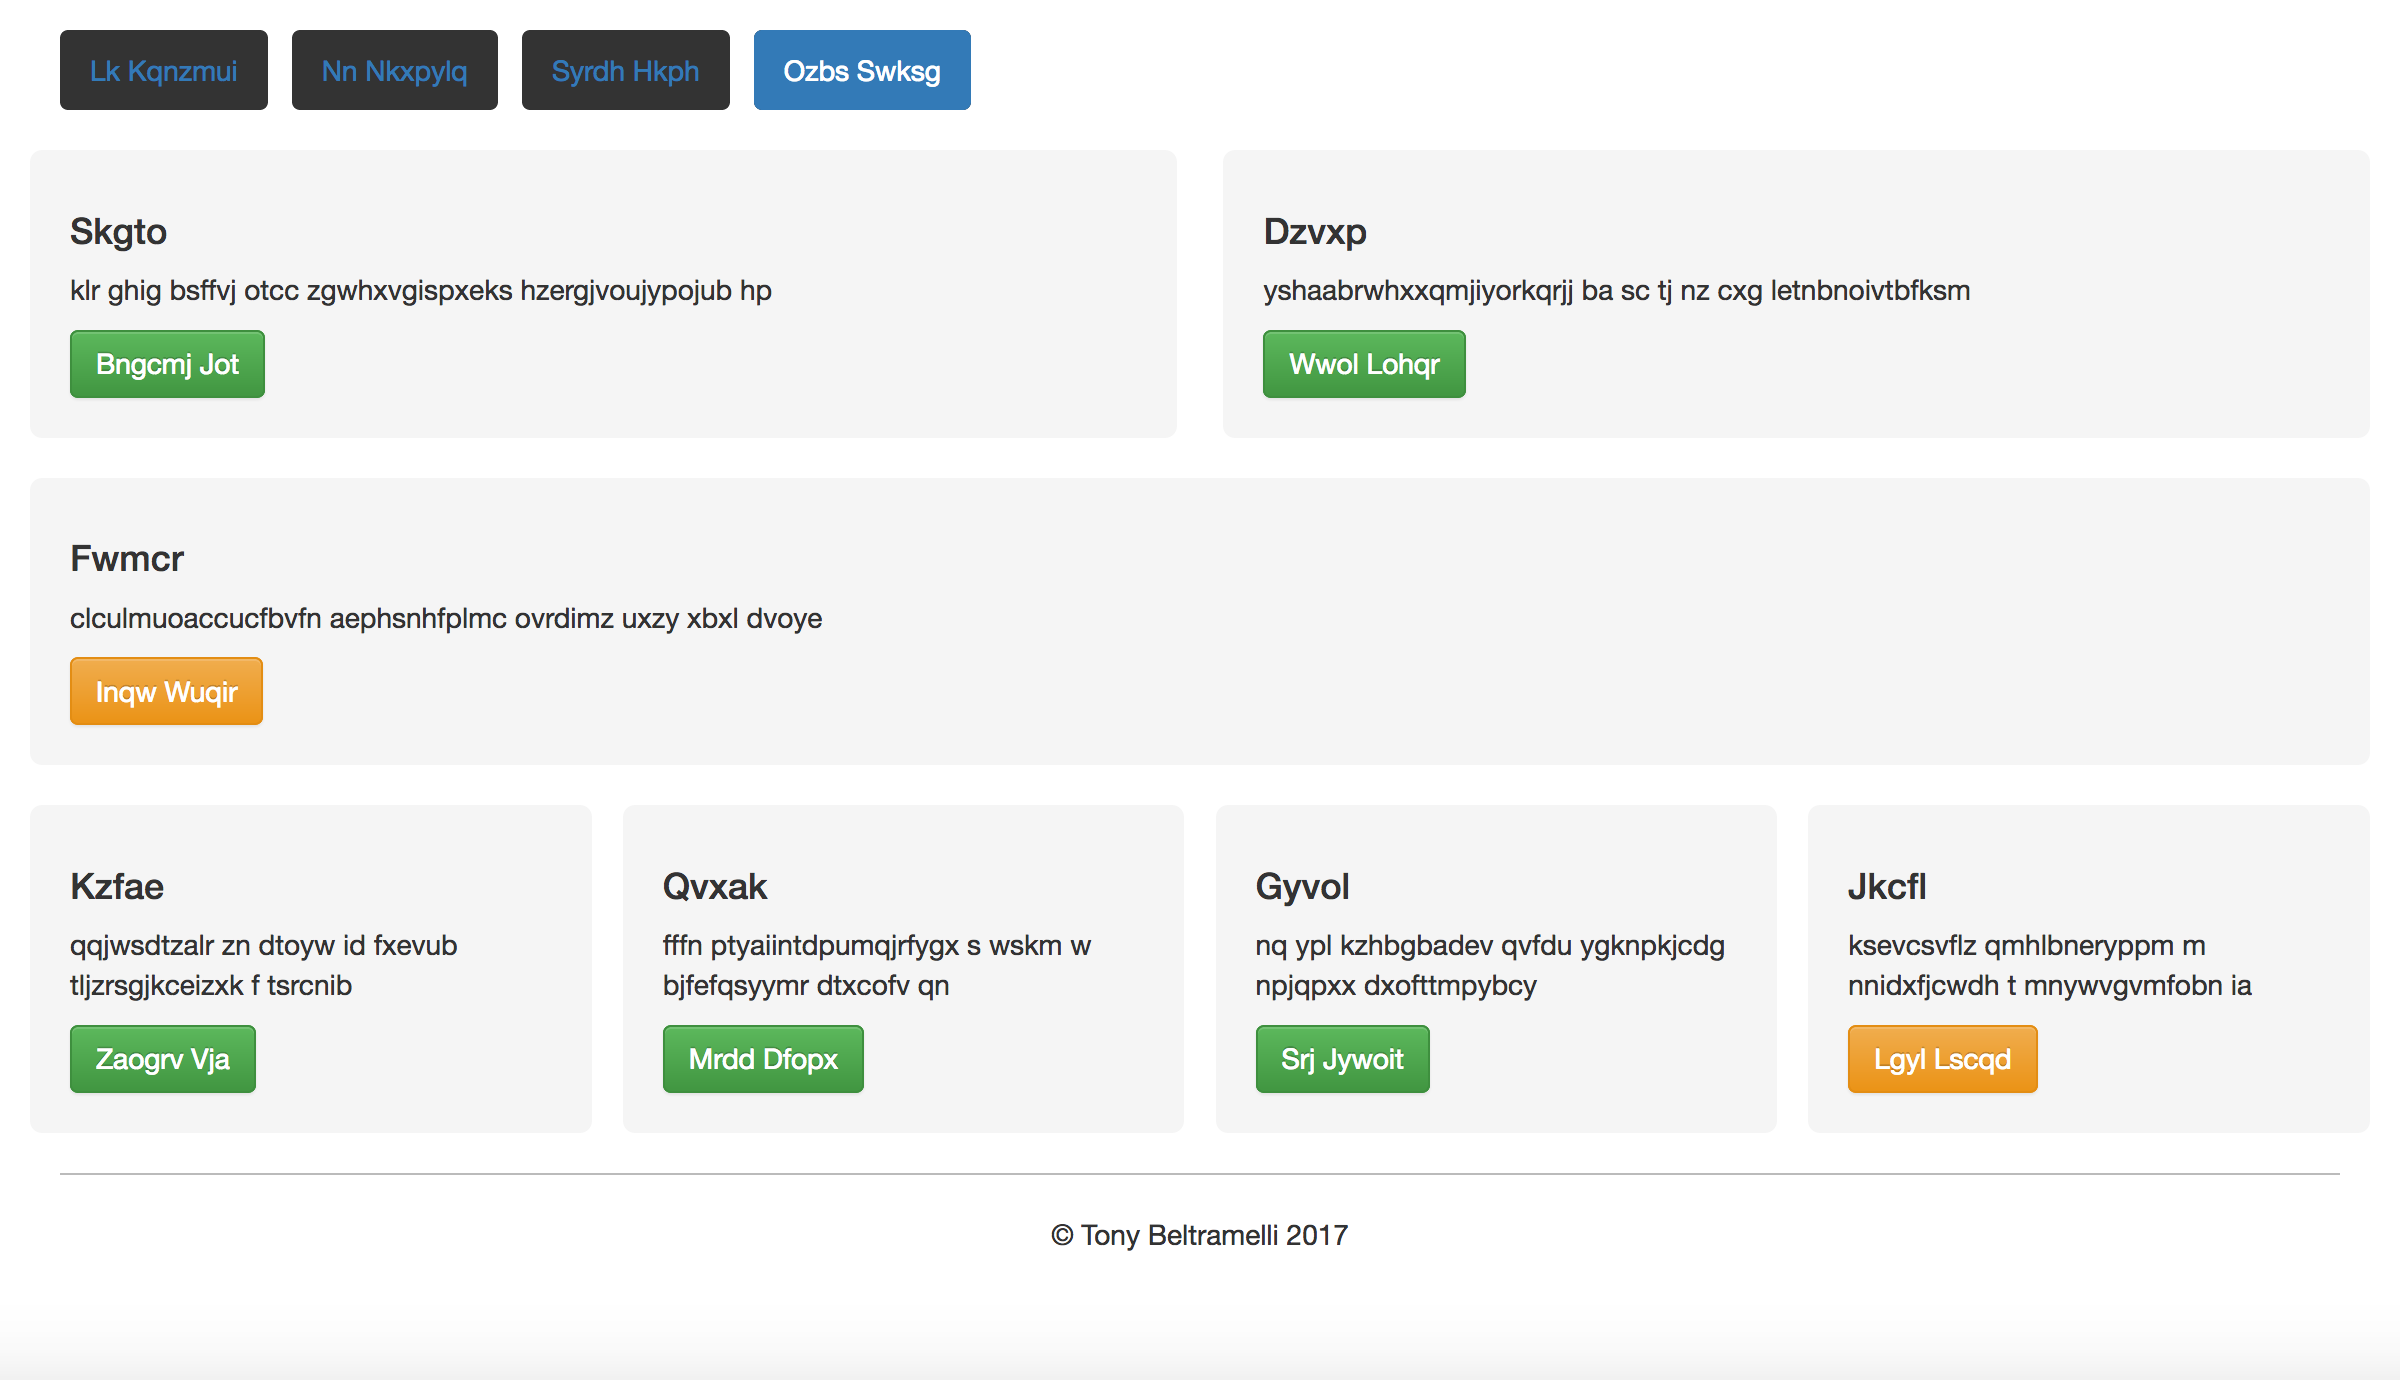 Lk Kqnzmui
Nn Nkxpylq
Syrdh Hkph
Ozbs Swksg
Skgto
klr ghig bsffvj otcc zgwhxvgispxeks hzergjvoujypojub hp
Bngcmj Jot
Dzvxp
yshaabrwhxxqmjiyorkqrjj ba sc tj nz cxg letnbnoivtbfksm
Wwol Lohqr
Fwmcr
clculmuoaccucfbvfn aephsnhfplmc ovrdimz uxzy xbxl dvoye
Inqw Wuqir
Kzfae
qqjwsdtzalr zn dtoyw id fxevub
tljzrsgjkceizxk f tsrcnib
Zaogrv Vja
Qvxak
fffn ptyaiintdpumqjrfygx s wskm w
bjfefqsyymr dtxcofv qn
Mrdd Dfopx
Gyvol
nq ypl kzhbgbadev qvfdu ygknpkjcdg
npjqpxx dxofttmpybcy
Srj Jywoit
Jkcfl
ksevcsvflz qmhlbneryppm m
nnidxfjcwdh t mnywvgvmfobn ia
Lgyl Lscqd
© Tony Beltramelli 2017